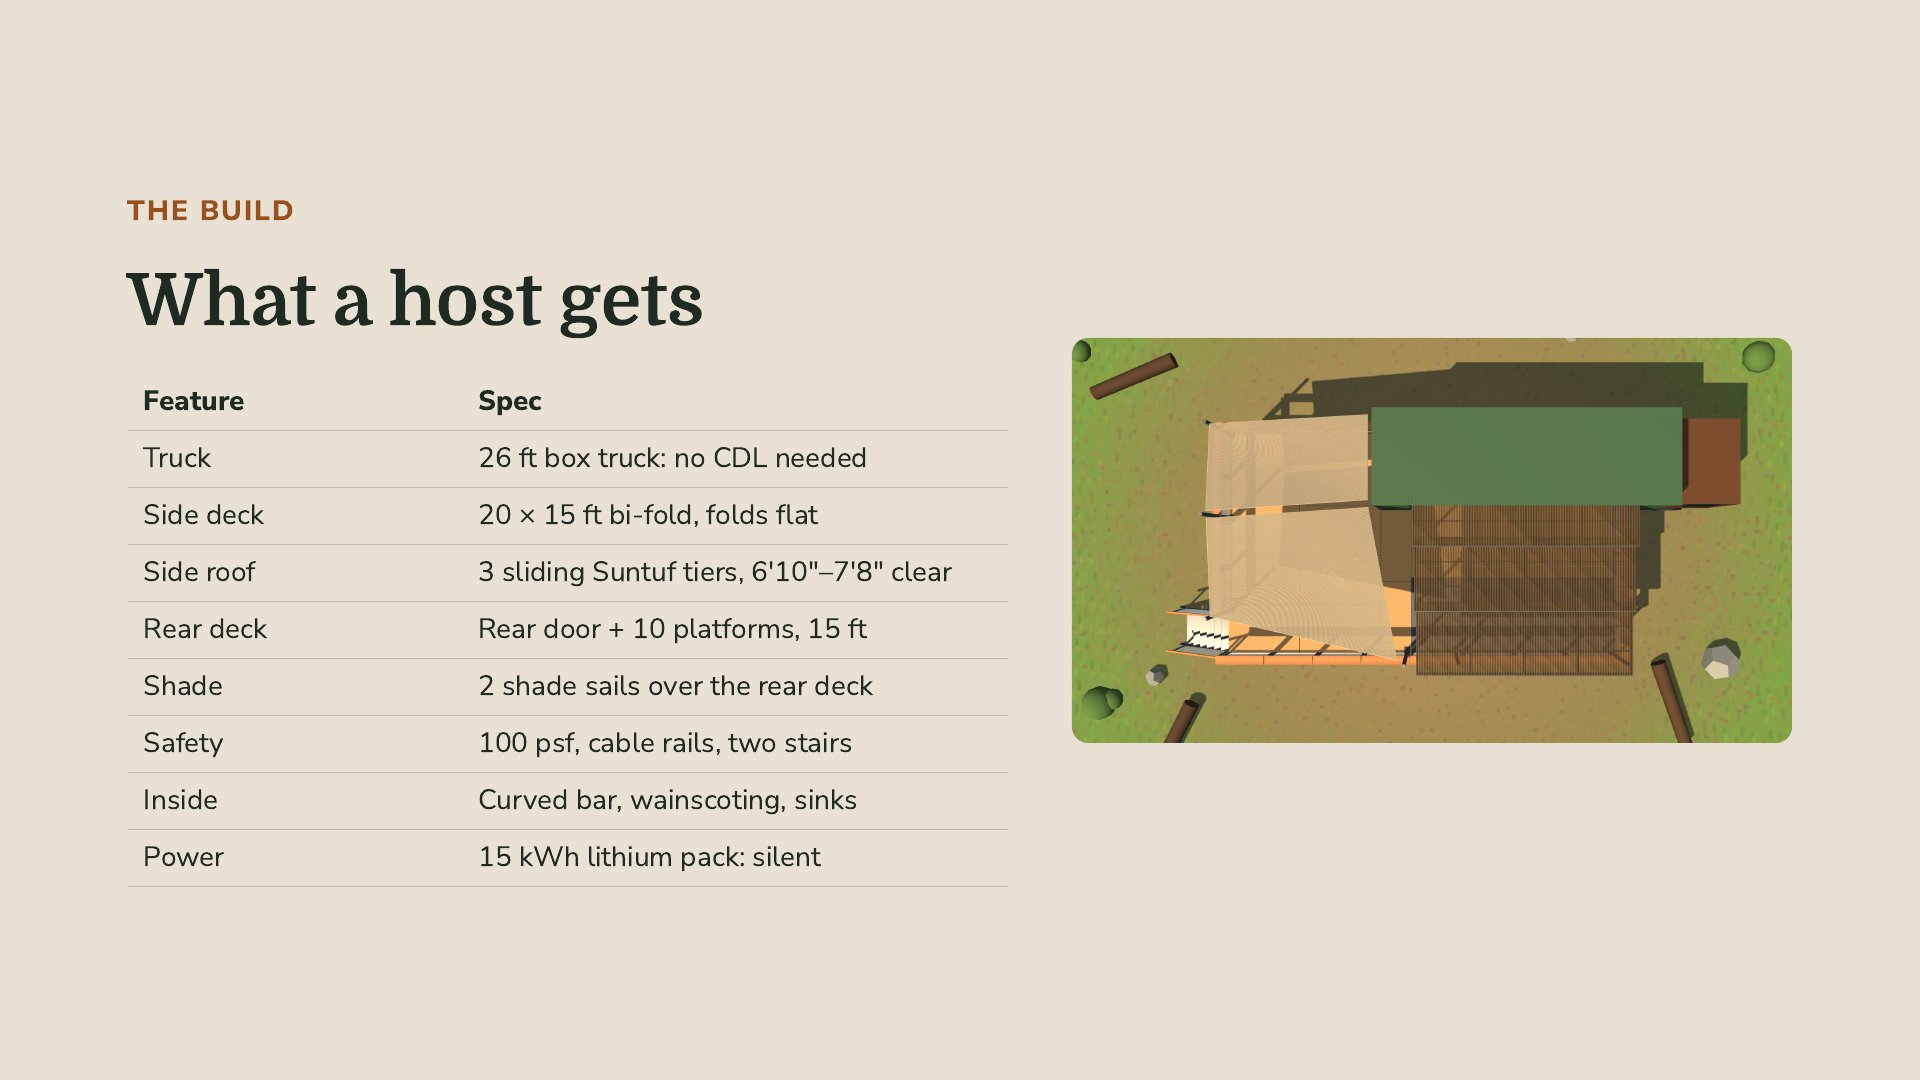 THE BUILD
What a host gets
Feature Spec
Truck 26 ft box truck: no CDL needed
Side deck 20 × 15 ft bi-fold, folds flat
Side roof 3 sliding Suntuf tiers, 6'10"–7'8" clear
Rear deck Rear door + 10 platforms, 15 ft
Shade 2 shade sails over the rear deck
Safety 100 psf, cable rails, two stairs
Inside Curved bar, wainscoting, sinks
Power 15 kWh lithium pack: silent